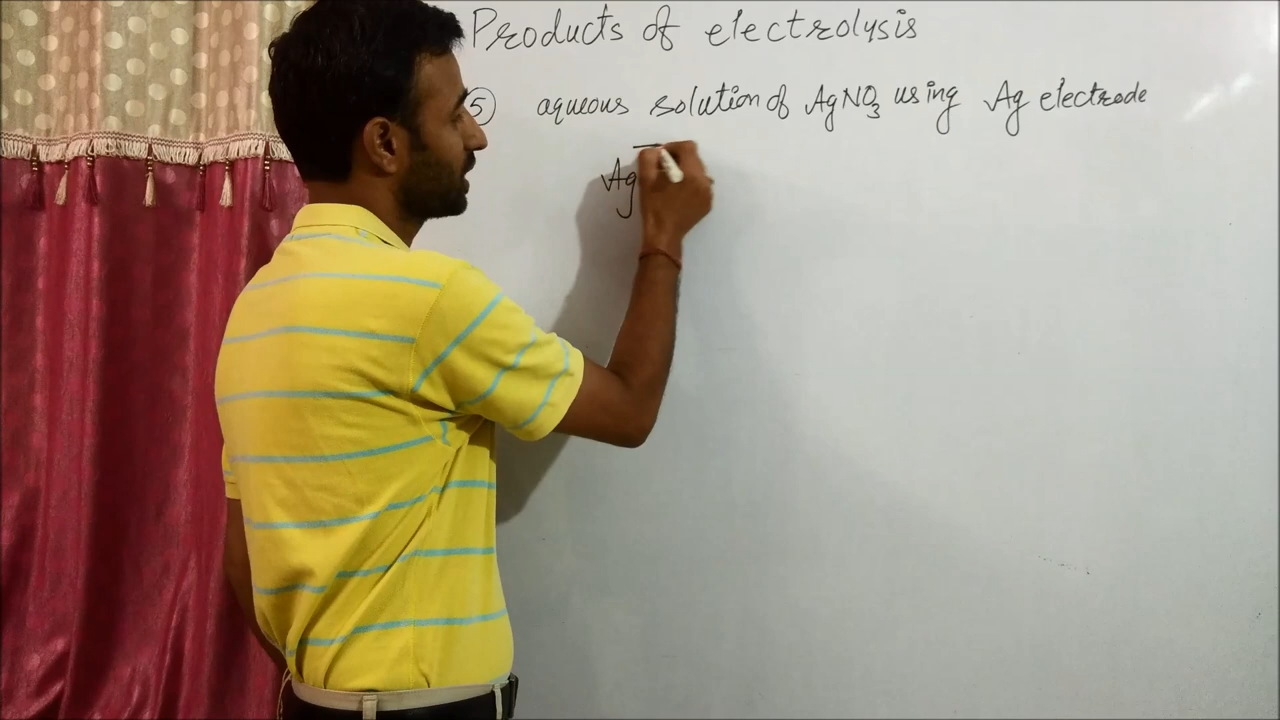 Products of electrolysis
5 aqueous solution of AgNO3 using Ag electrode
Ag